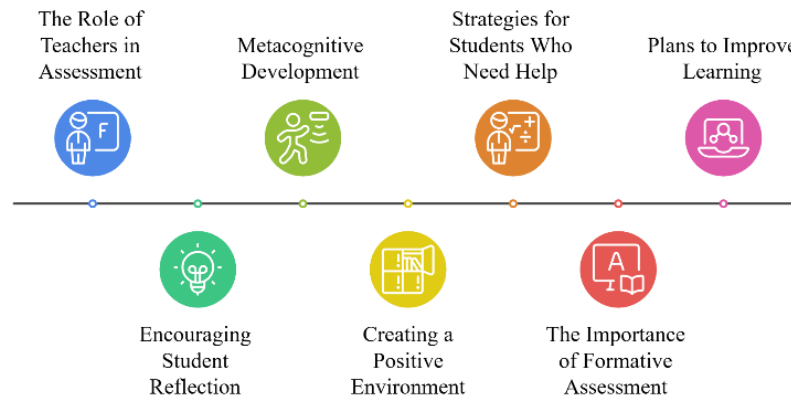 The Role of
Teachers in
Assessment
F
Encouraging
Student
Reflection
Metacognitive
Development
Creating a
Positive
Environment
Strategies for
Students Who
Need Help
√ + ÷
The Importance
of Formative
Assessment
A
Plans to Improve
Learning